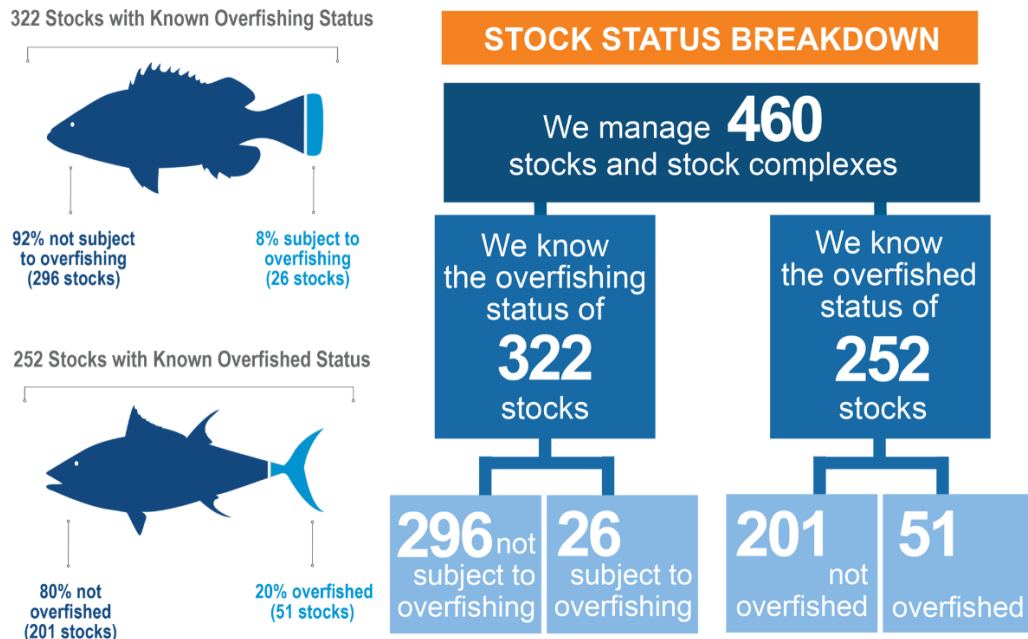 322 Stocks with Known Overfishing Status
92% not subject
to overfishing
(296 stocks)
8% subject to
overfishing
(26 stocks)
252 Stocks with Known Overfished Status
80% not
overfished
(201 stocks)
20% overfished
(51 stocks)
STOCK STATUS BREAKDOWN
We manage 460
stocks and stock complexes
We know
the overfishing
status of
322
stocks
We know
the overfished
status of
252
stocks
296 not
subject to
overfishing
26
subject to
overfishing
201
not
overfished
51
overfished